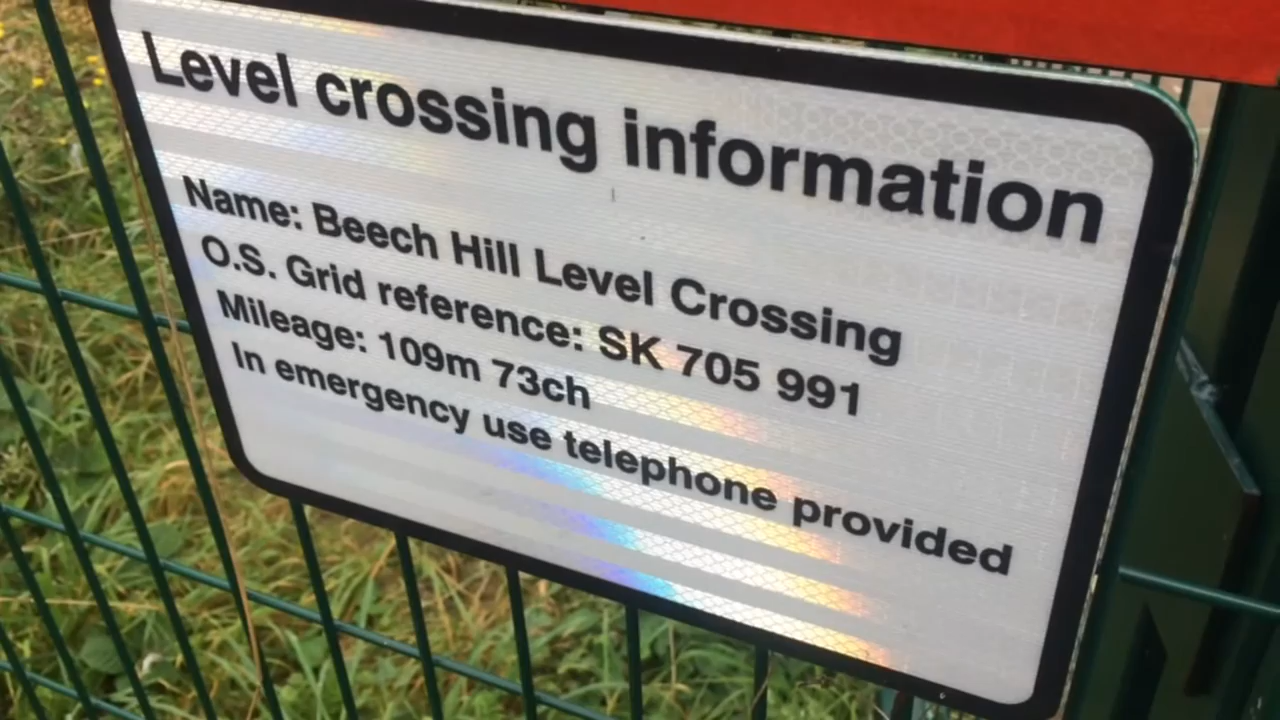 Level crossing information
Name: Beech Hill Level Crossing
O.S. Grid reference: SK 705 991
Mileage: 109m 73ch
In emergency use telephone provided